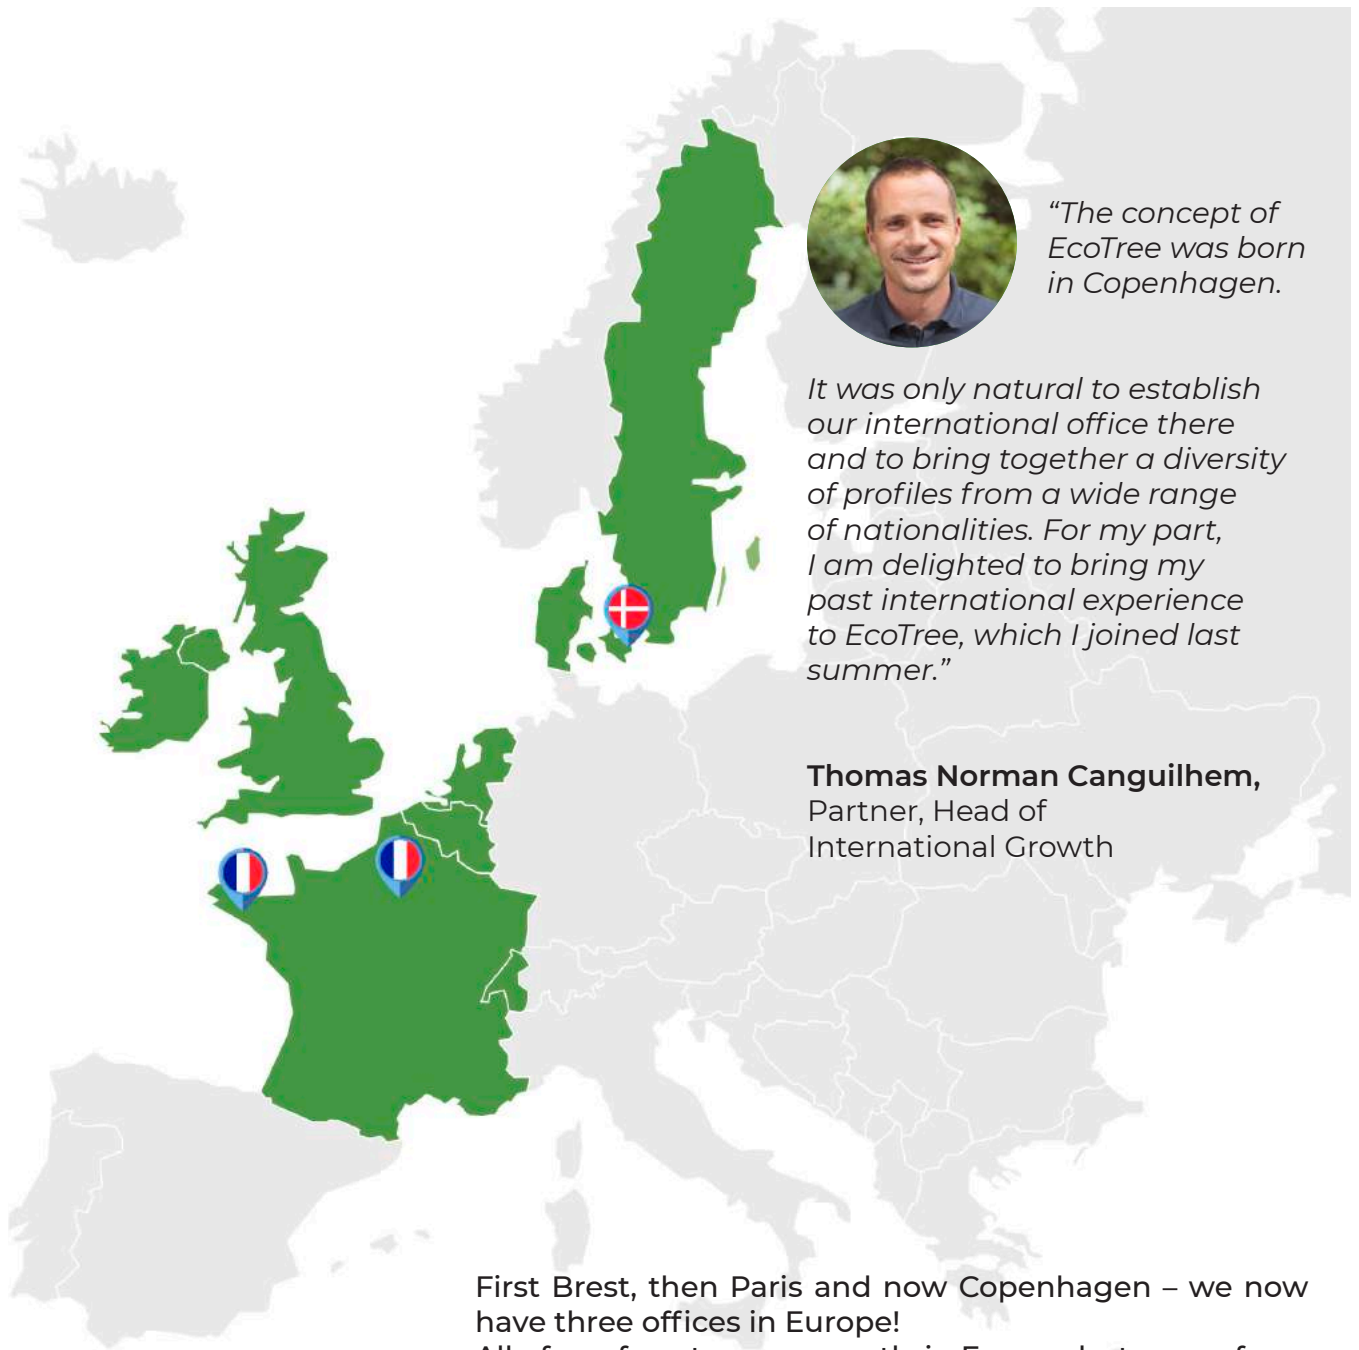 “The concept of
EcoTree was born
in Copenhagen.
It was only natural to establish
our international office there
and to bring together a diversity
of profiles from a wide range
of nationalities. For my part,
I am delighted to bring my
past international experience
to EcoTree, which I joined last
summer.”
Thomas Norman Canguilhem,
Partner, Head of
International Growth
First Brest, then Paris and now Copenhagen – we now
have three offices in Europe!